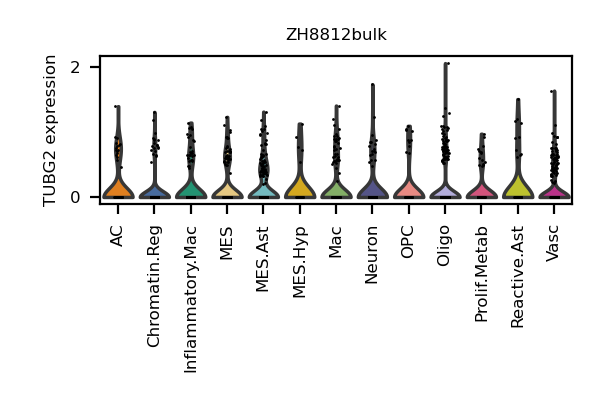 ZH8812bulk
TUBG2 expression
2
0
AC
Chromatin.Reg
Inflammatory.Mac
MES
MES.Ast
MES.Hyp
Mac
Neuron
OPC
Oligo
Prolif.Metab
Reactive.Ast
Vasc